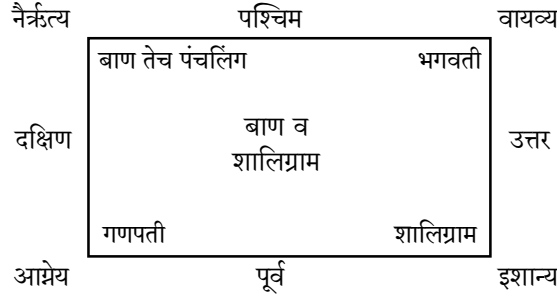 नैर्ऋत्य पश्चिम वायव्य
बाण तेच पंचलिंग भगवती
दक्षिण बाण व उत्तर
शालिग्राम
गणपती शालिग्राम
आग्नेय पूर्व इशान्य